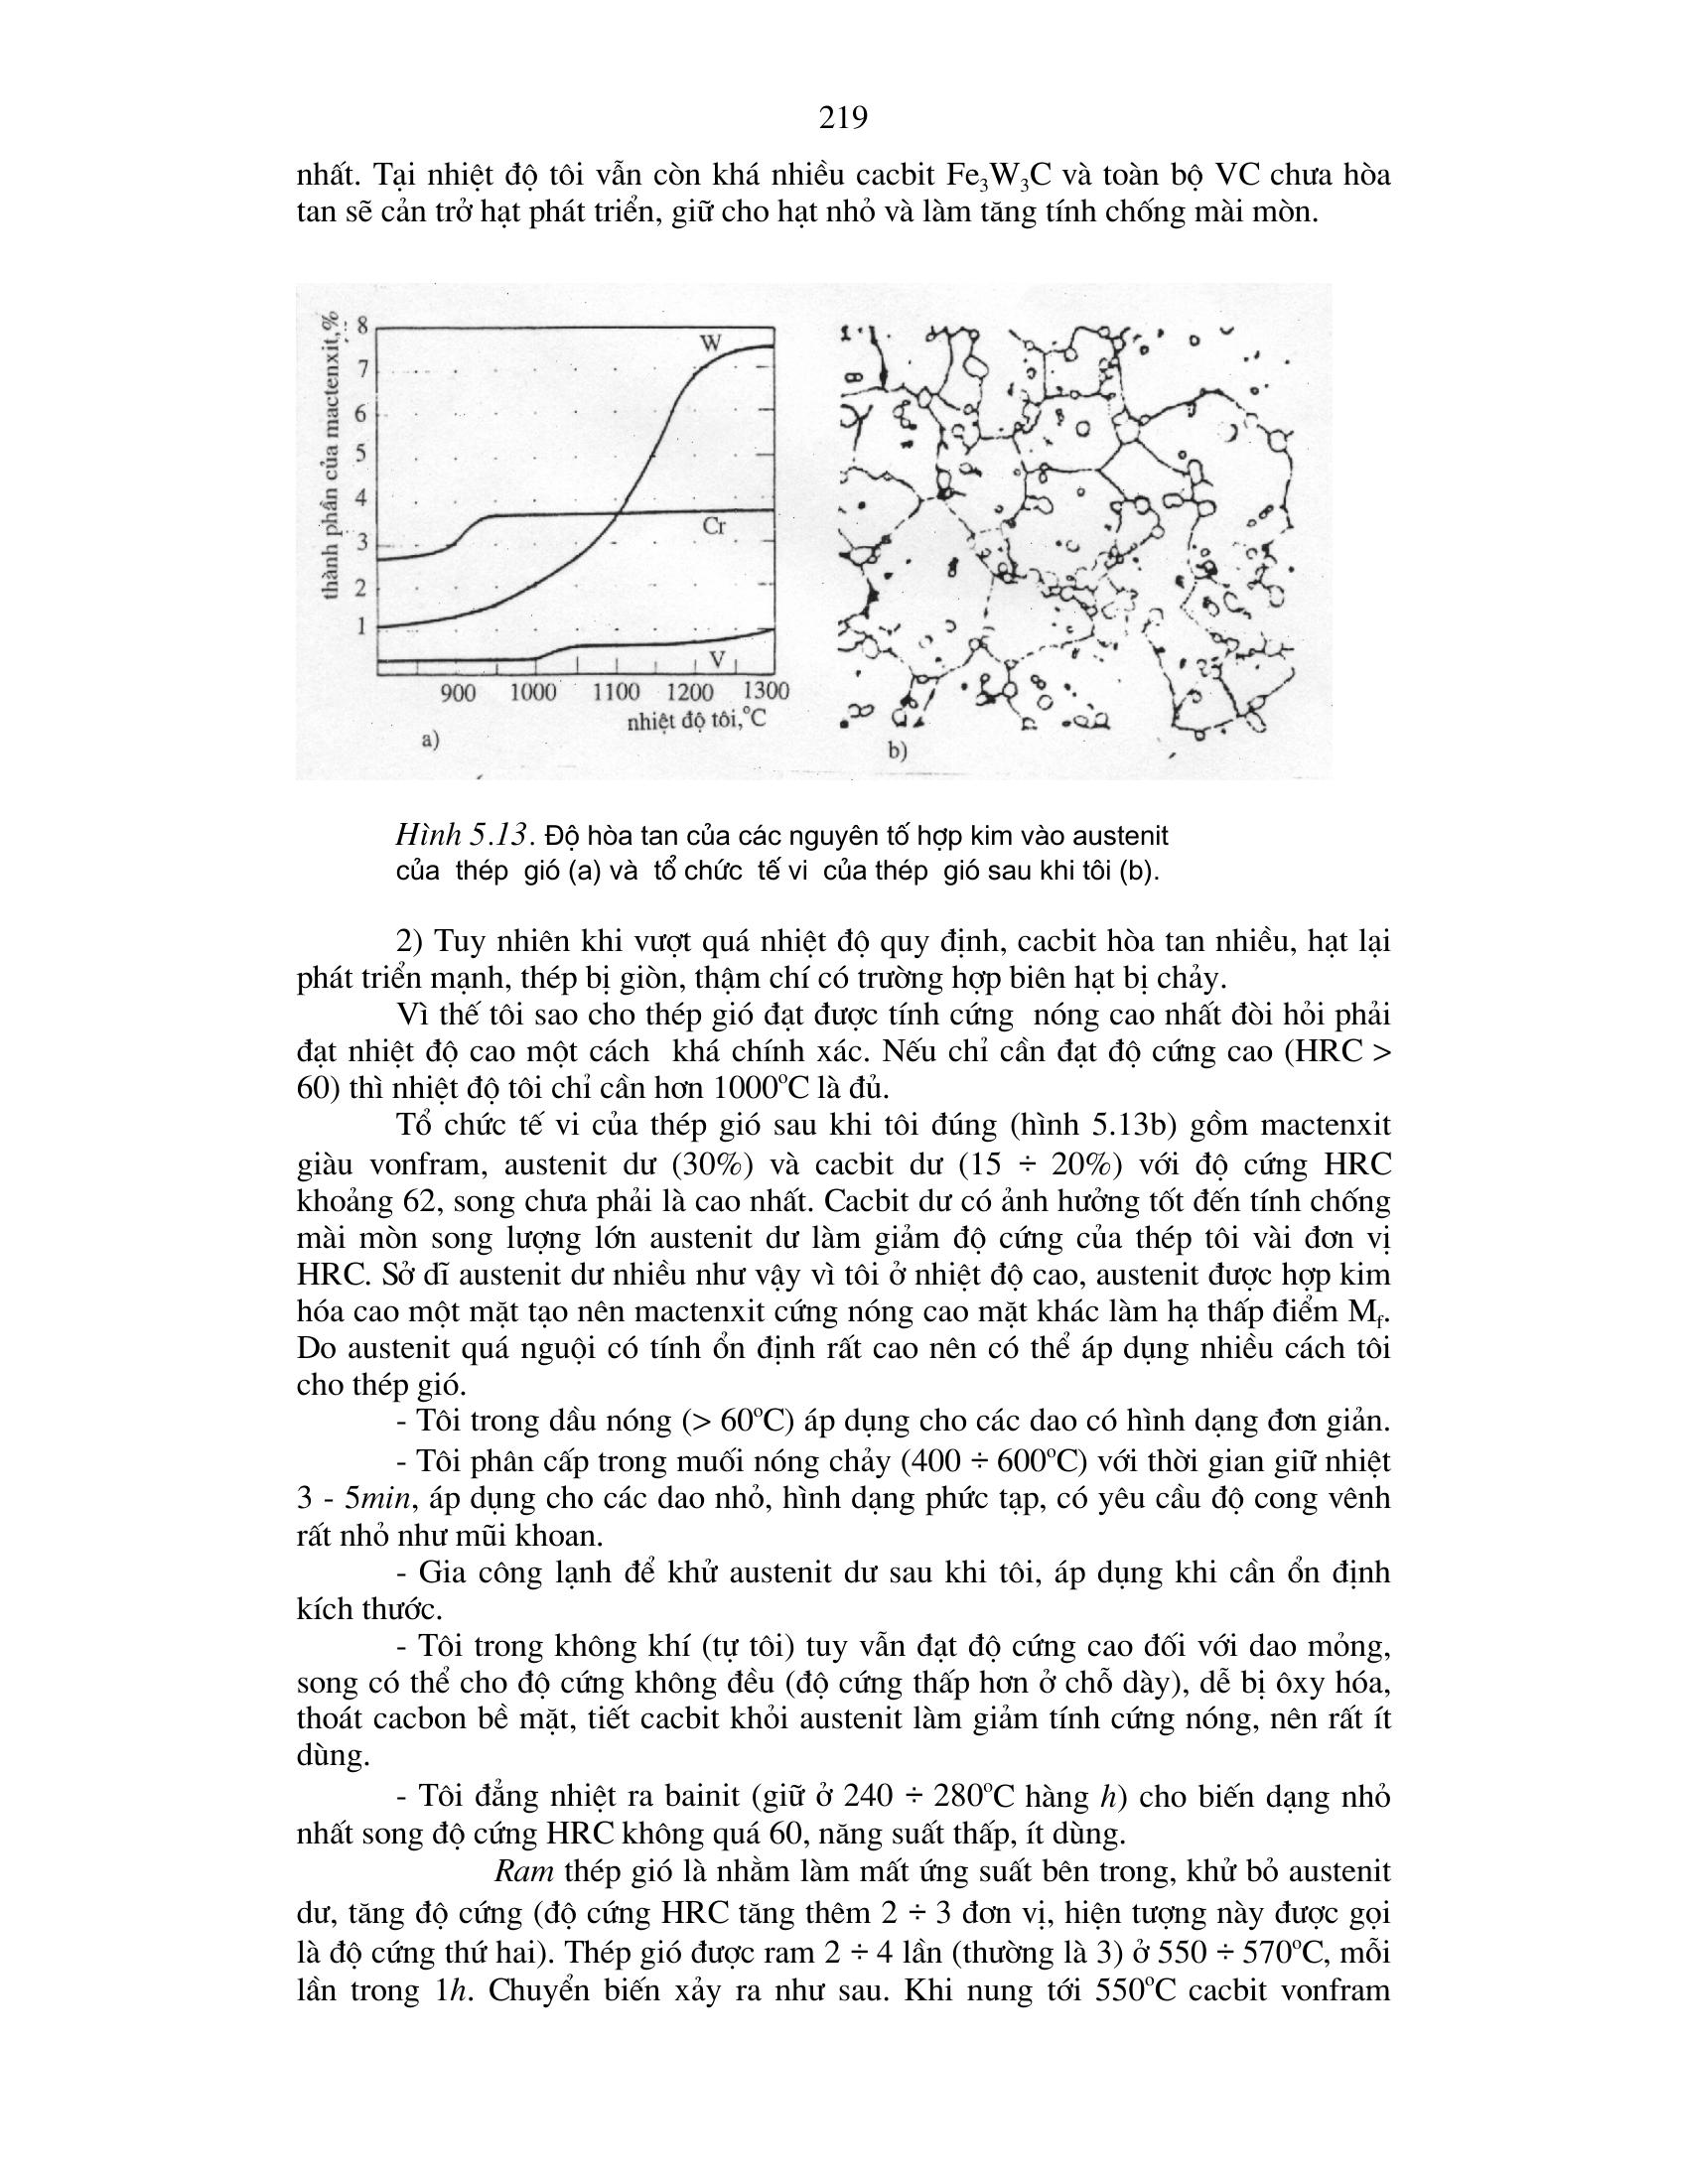 219
nhất. Tại nhiệt độ tôi vẫn còn khá nhiều cacbit Fe₃W₃C và toàn bộ VC chưa hòa
tan sẽ cản trở hạt phát triển, giữ cho hạt nhỏ và làm tăng tính chống mài mòn.
thành phần của mactenxit,%
8
7
6
5
4
3
2
1
W
Cr
V
900 1000 1100 1200 1300
nhiệt độ tôi,°C
a)
b)
Hình 5.13. Độ hòa tan của các nguyên tố hợp kim vào austenit
của thép gió (a) và tổ chức tế vi của thép gió sau khi tôi (b).
2) Tuy nhiên khi vượt quá nhiệt độ quy định, cacbit hòa tan nhiều, hạt lại
phát triển mạnh, thép bị giòn, thậm chí có trường hợp biên hạt bị chảy.
Vì thế tôi sao cho thép gió đạt được tính cứng nóng cao nhất đòi hỏi phải
đạt nhiệt độ cao một cách khá chính xác. Nếu chỉ cần đạt độ cứng cao (HRC >
60) thì nhiệt độ tôi chỉ cần hơn 1000°C là đủ.
Tổ chức tế vi của thép gió sau khi tôi đúng (hình 5.13b) gồm mactenxit
giàu vonfram, austenit dư (30%) và cacbit dư (15 ÷ 20%) với độ cứng HRC
khoảng 62, song chưa phải là cao nhất. Cacbit dư có ảnh hưởng tốt đến tính chống
mài mòn song lượng lớn austenit dư làm giảm độ cứng của thép tôi vài đơn vị
HRC. Sở dĩ austenit dư nhiều như vậy vì tôi ở nhiệt độ cao, austenit được hợp kim
hóa cao một mặt tạo nên mactenxit cứng nóng cao mặt khác làm hạ thấp điểm M_f.
Do austenit quá nguội có tính ổn định rất cao nên có thể áp dụng nhiều cách tôi
cho thép gió.
- Tôi trong dầu nóng (> 60°C) áp dụng cho các dao có hình dạng đơn giản.
- Tôi phân cấp trong muối nóng chảy (400 ÷ 600°C) với thời gian giữ nhiệt
3 - 5min, áp dụng cho các dao nhỏ, hình dạng phức tạp, có yêu cầu độ cong vênh
rất nhỏ như mũi khoan.
- Gia công lạnh để khử austenit dư sau khi tôi, áp dụng khi cần ổn định
kích thước.
- Tôi trong không khí (tự tôi) tuy vẫn đạt độ cứng cao đối với dao mỏng,
song có thể cho độ cứng không đều (độ cứng thấp hơn ở chỗ dày), dễ bị ôxy hóa,
thoát cacbon bề mặt, tiết cacbit khỏi austenit làm giảm tính cứng nóng, nên rất ít
dùng.
- Tôi đẳng nhiệt ra bainit (giữ ở 240 ÷ 280°C hàng h) cho biến dạng nhỏ
nhất song độ cứng HRC không quá 60, năng suất thấp, ít dùng.
Ram thép gió là nhằm làm mất ứng suất bên trong, khử bỏ austenit
dư, tăng độ cứng (độ cứng HRC tăng thêm 2 ÷ 3 đơn vị, hiện tượng này được gọi
là độ cứng thứ hai). Thép gió được ram 2 ÷ 4 lần (thường là 3) ở 550 ÷ 570°C, mỗi
lần trong 1h. Chuyển biến xảy ra như sau. Khi nung tới 550°C cacbit vonfram